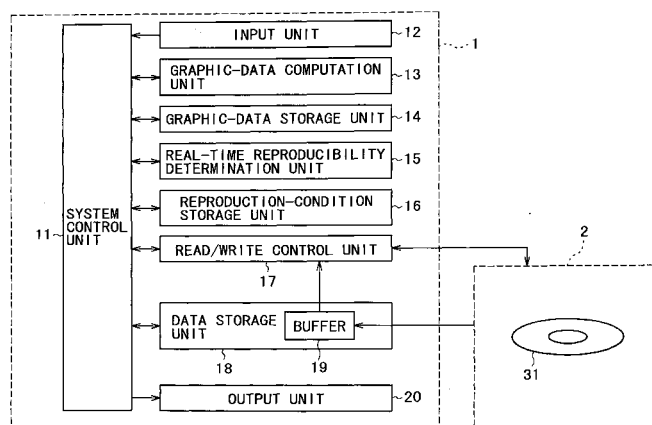 INPUT UNIT
12
1
GRAPHIC-DATA COMPUTATION
UNIT
13
GRAPHIC-DATA STORAGE UNIT
14
REAL-TIME REPRODUCIBILITY
DETERMINATION UNIT
15
REPRODUCTION-CONDITION
STORAGE UNIT
16
SYSTEM
CONTROL
UNIT
11
READ/WRITE CONTROL UNIT
17
2
DATA STORAGE
UNIT
BUFFER
18
19
31
OUTPUT UNIT
20